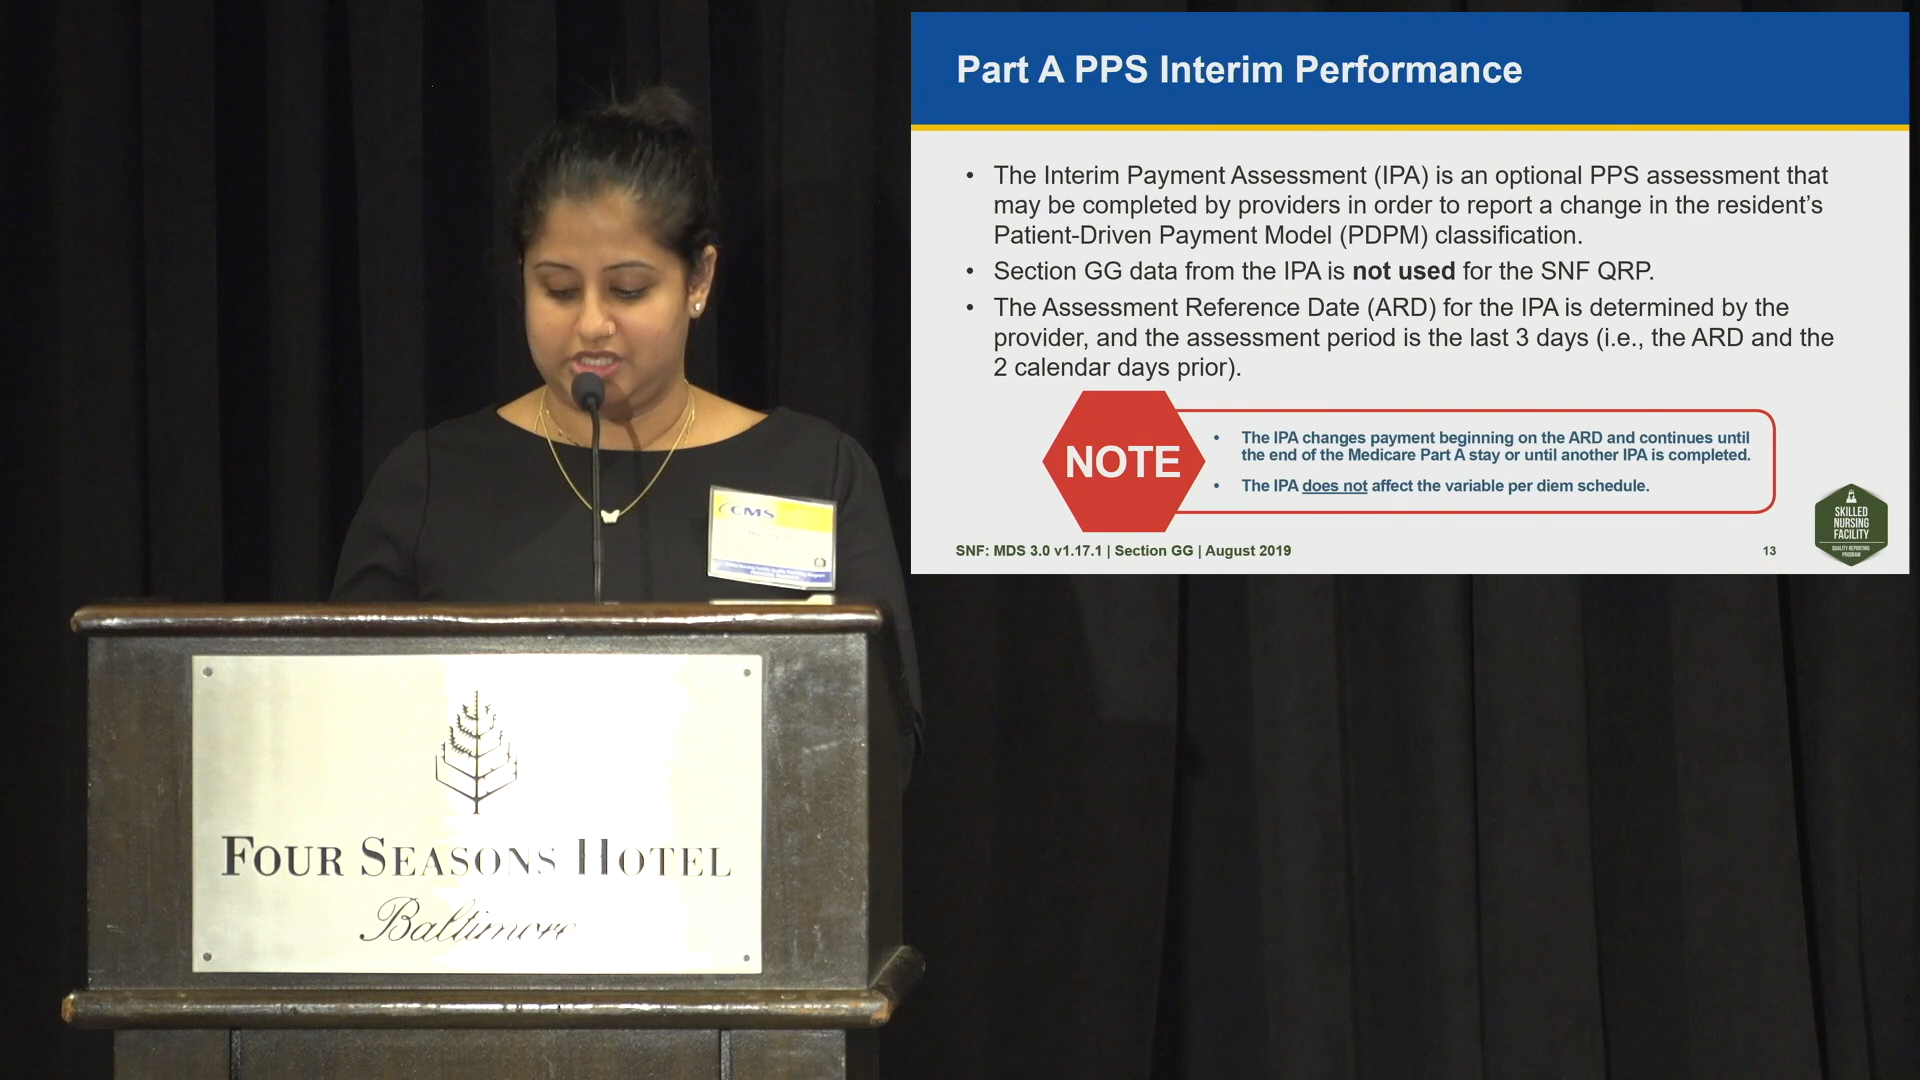 Part A PPS Interim Performance
• The Interim Payment Assessment (IPA) is an optional PPS assessment that
may be completed by providers in order to report a change in the resident’s
Patient-Driven Payment Model (PDPM) classification.
• Section GG data from the IPA is not used for the SNF QRP.
• The Assessment Reference Date (ARD) for the IPA is determined by the
provider, and the assessment period is the last 3 days (i.e., the ARD and the
2 calendar days prior).
NOTE
• The IPA changes payment beginning on the ARD and continues until
the end of the Medicare Part A stay or until another IPA is completed.
• The IPA does not affect the variable per diem schedule.
SNF: MDS 3.0 v1.17.1 | Section GG | August 2019
13
SKILLED
NURSING
FACILITY
QUALITY REPORTING
PROGRAM
CMS
FOUR SEASONS HOTEL
Baltimore